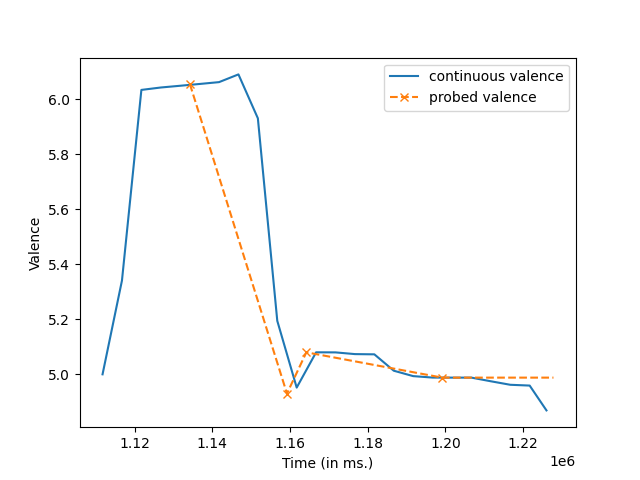 continuous valence
probed valence
6.0
5.8
5.6
5.4
5.2
5.0
Valence
1.12 1.14 1.16 1.18 1.20 1.22
1e6
Time (in ms.)